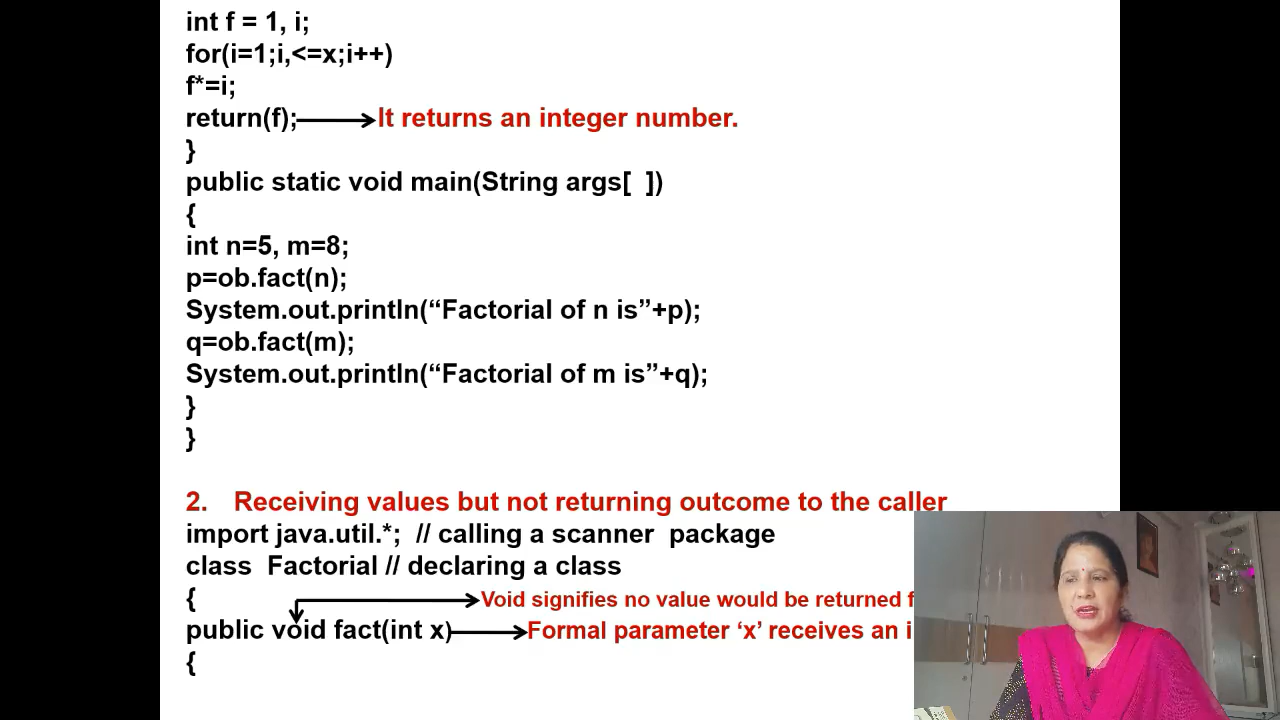 int f = 1, i;
for(i=1;i,<=x;i++)
f*=i;
return(f); It returns an integer number.
}
public static void main(String args[ ])
{
int n=5, m=8;
p=ob.fact(n);
System.out.println(“Factorial of n is”+p);
q=ob.fact(m);
System.out.println(“Factorial of m is”+q);
}
}
2. Receiving values but not returning outcome to the caller
import java.util.*; // calling a scanner package
class Factorial // declaring a class
{ Void signifies no value would be returned f
public void fact(int x) Formal parameter ‘x’ receives an i
{